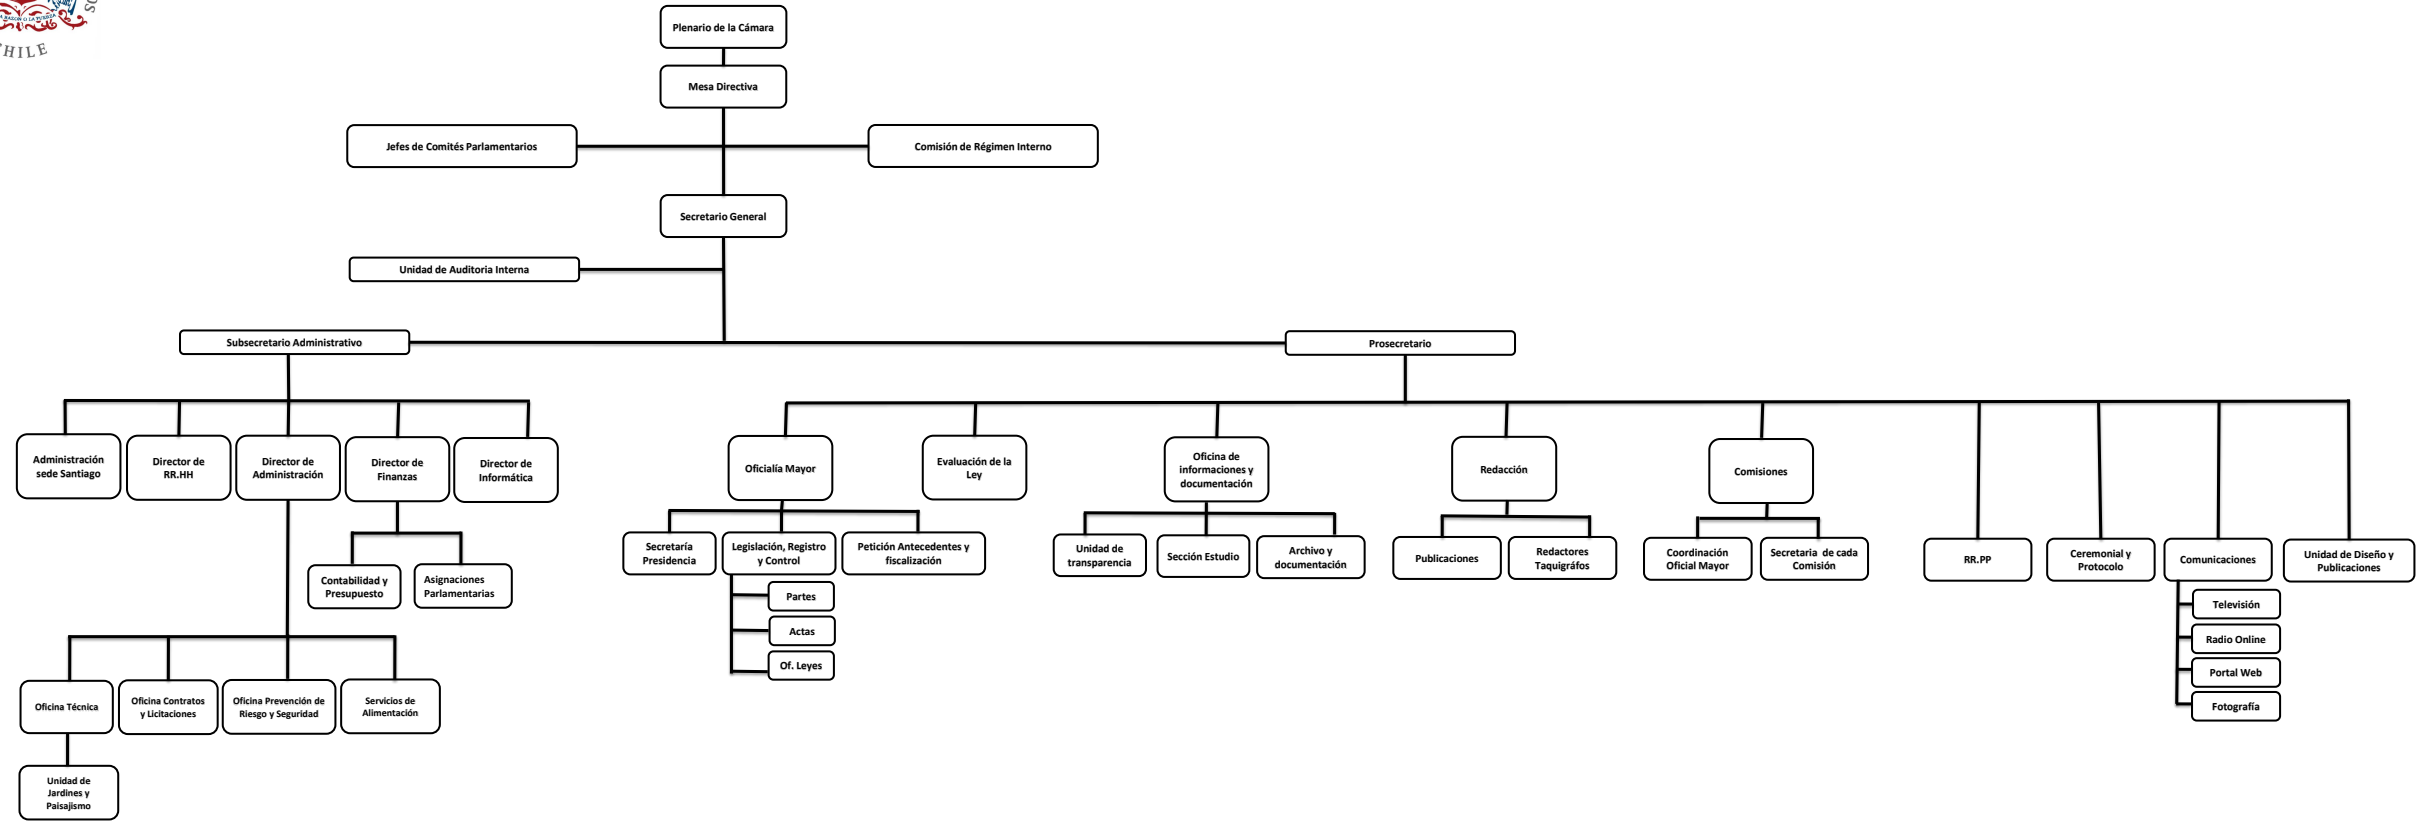 A RAZON O LA FUERZA
CHILE
Plenario de la Cámara
Mesa Directiva
Jefes de Comités Parlamentarios
Comisión de Régimen Interno
Secretario General
Unidad de Auditoria Interna
Subsecretario Administrativo
Prosecretario
Administración
sede Santiago
Director de
RR.HH
Director de
Administración
Director de
Finanzas
Director de
Informática
Oficialía Mayor
Evaluación de la
Ley
Oficina de
informaciones y
documentación
Redacción
Comisiones
Contabilidad y
Presupuesto
Asignaciones
Parlamentarias
Secretaría
Presidencia
Legislación, Registro
y Control
Petición Antecedentes y
fiscalización
Unidad de
transparencia
Sección Estudio
Archivo y
documentación
Publicaciones
Redactores
Taquigráfos
Coordinación
Oficial Mayor
Secretaria de cada
Comisión
RR.PP
Ceremonial y
Protocolo
Comunicaciones
Unidad de Diseño y
Publicaciones
Partes
Actas
Of. Leyes
Televisión
Radio Online
Portal Web
Fotografía
Oficina Técnica
Oficina Contratos
y Licitaciones
Oficina Prevención de
Riesgo y Seguridad
Servicios de
Alimentación
Unidad de
Jardines y
Paisajismo